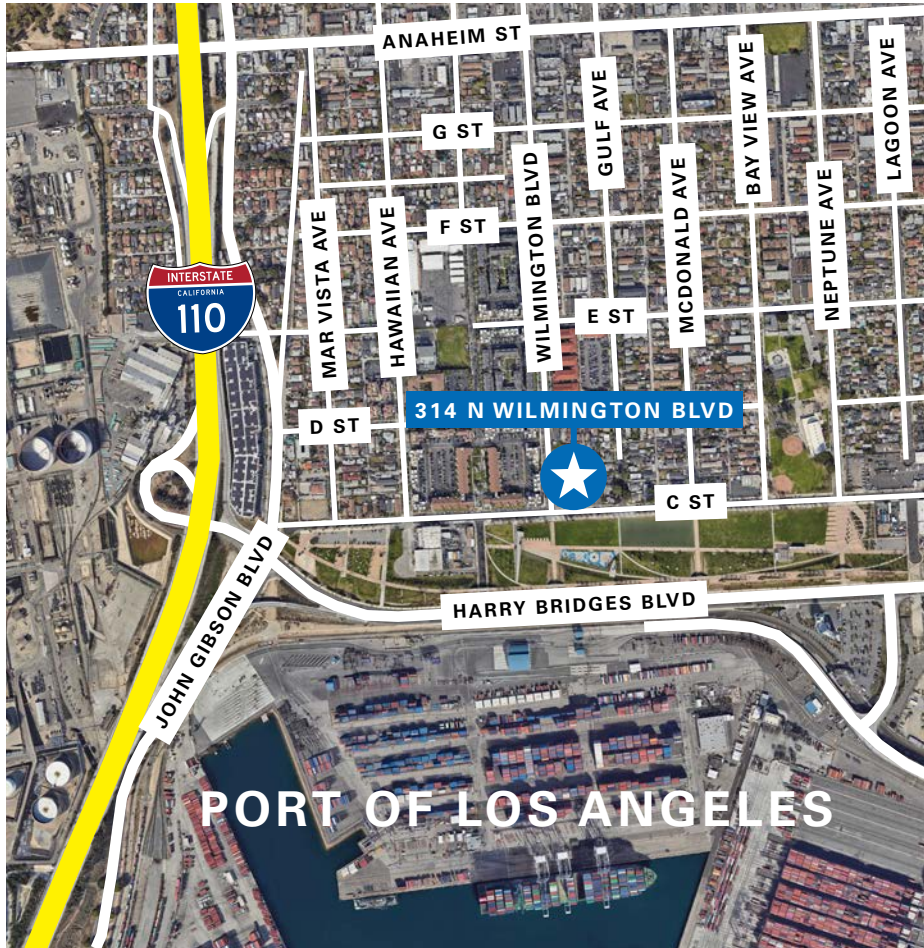 ANAHEIM ST
G ST
F ST
E ST
D ST
C ST
MAR VISTA AVE
HAWAIIAN AVE
WILMINGTON BLVD
GULF AVE
MCDONALD AVE
BAY VIEW AVE
NEPTUNE AVE
LAGOON AVE
INTERSTATE
CALIFORNIA
110
314 N WILMINGTON BLVD
JOHN GIBSON BLVD
HARRY BRIDGES BLVD
PORT OF LOS ANGELES